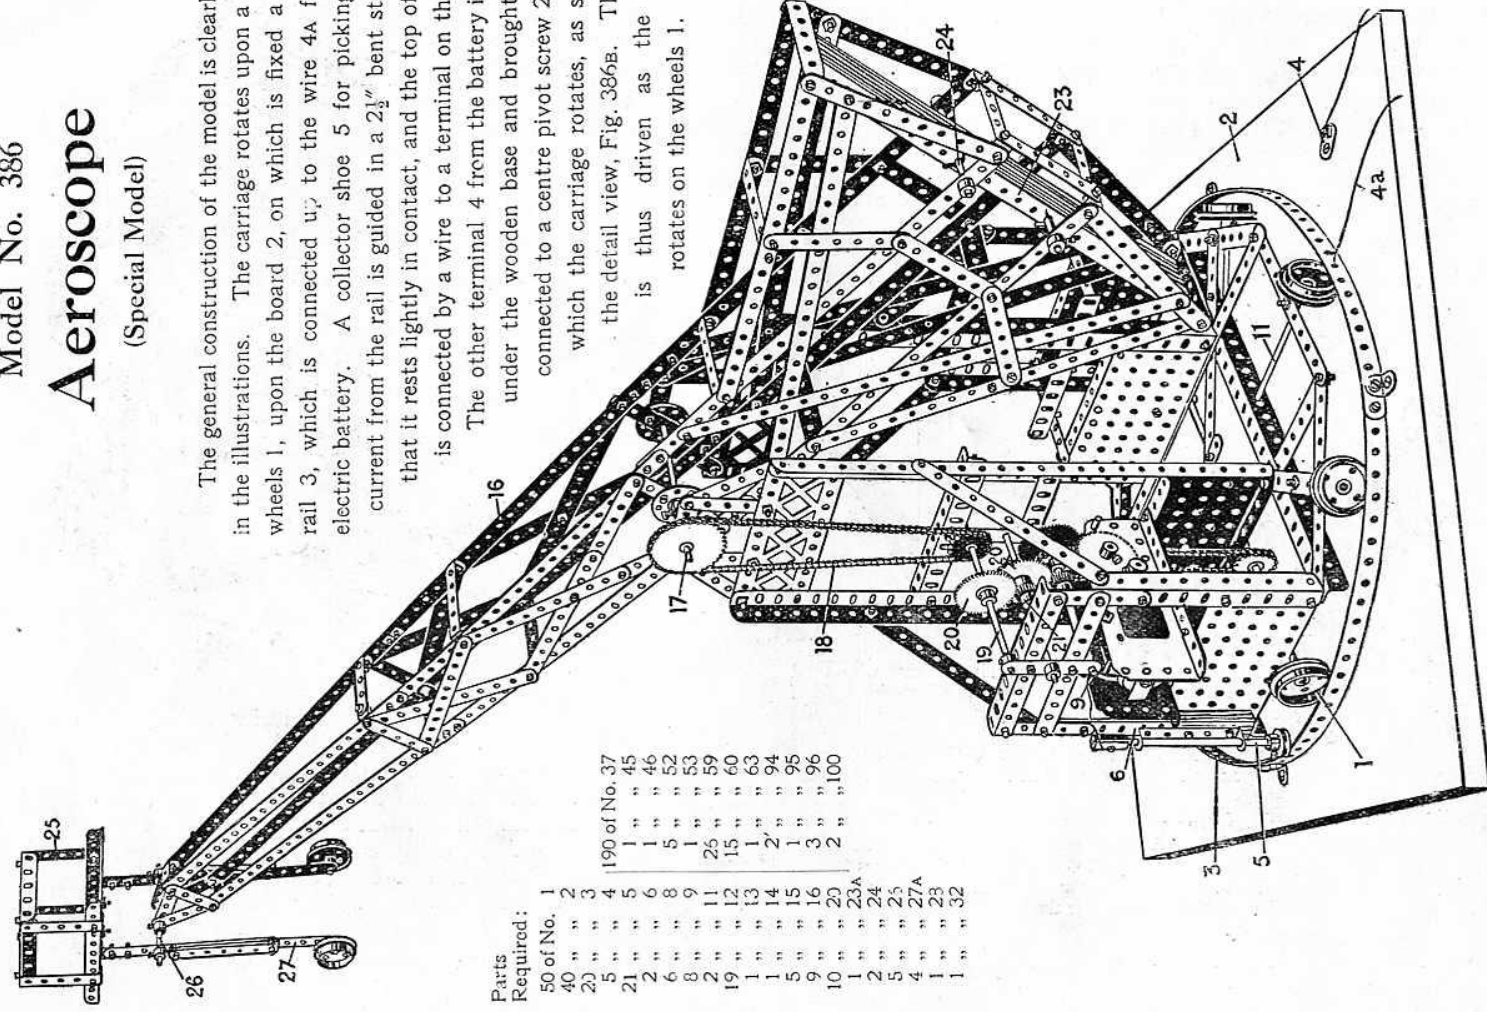 Model No. 386
Aeroscope
(Special Model)
The general construction of the model is clearl
in the illustrations. The carriage rotates upon a
wheels 1, upon the board 2, on which is fixed a
rail 3, which is connected up to the wire 4A f
electric battery. A collector shoe 5 for picking
current from the rail is guided in a 2½" bent st
that it rests lightly in contact, and the top of
is connected by a wire to a terminal on th
The other terminal 4 from the battery i
under the wooden base and brought
connected to a centre pivot screw 2
which the carriage rotates, as s
the detail view, Fig. 386B. T
is thus driven as the
rotates on the wheels 1.
Parts
Required:
50 of No. 1
40 „ „ 2
20 „ „ 3
5 „ „ 4
21 „ „ 5
2 „ „ 6
6 „ „ 8
8 „ „ 9
2 „ „ 11
19 „ „ 12
1 „ „ 13
1 „ „ 14
5 „ „ 15
9 „ „ 16
10 „ „ 20
1 „ „ 23A
2 „ „ 24
5 „ „ 26
4 „ „ 27A
1 „ „ 28
1 „ „ 32
190 of No. 37
1 „ „ 45
1 „ „ 46
5 „ „ 52
1 „ „ 53
26 „ „ 59
15 „ „ 60
1 „ „ 63
2 „ „ 94
1 „ „ 95
3 „ „ 96
2 „ „ 100
25
26
27
16
17
18
20
19
21
9
6
3
5
1
11
24
23
2
4
4a